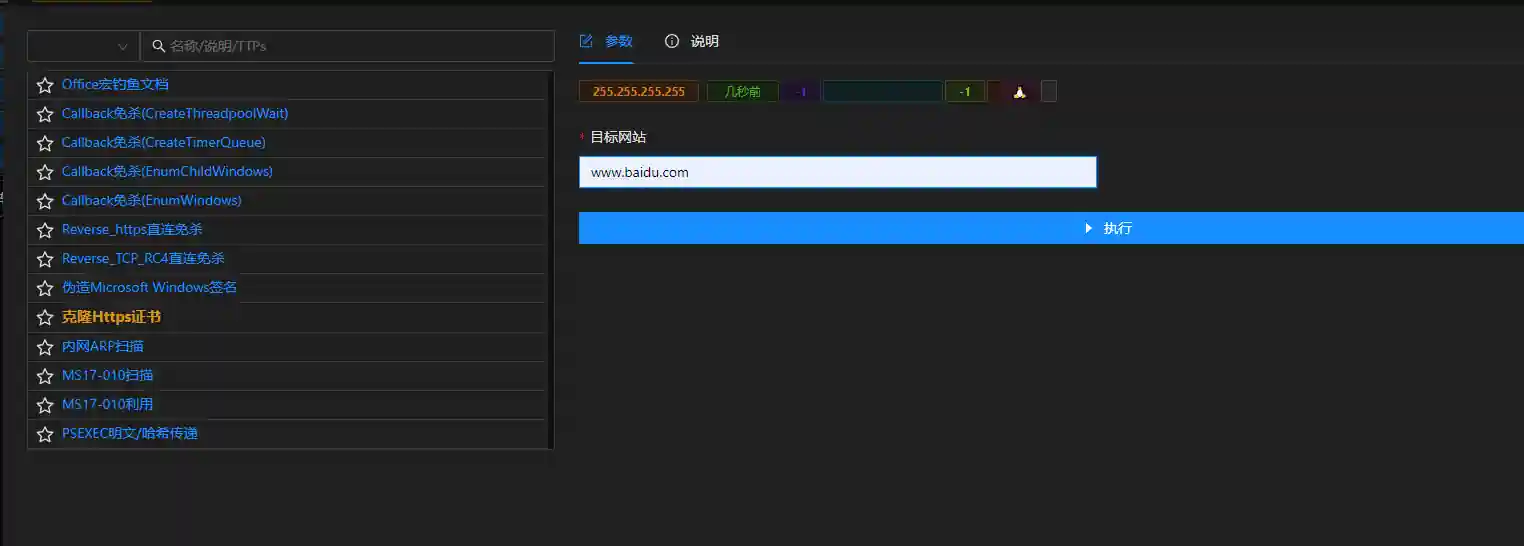 名称/说明/TTPs
Office宏钓鱼文档
Callback免杀(CreateThreadpoolWait)
Callback免杀(CreateTimerQueue)
Callback免杀(EnumChildWindows)
Callback免杀(EnumWindows)
Reverse_https直连免杀
Reverse_TCP_RC4直连免杀
伪造Microsoft Windows签名
克隆Https证书
内网ARP扫描
MS17-010扫描
MS17-010利用
PSEXEC明文/哈希传递
参数 说明
255.255.255.255 几秒前 -1 -1
* 目标网站
www.baidu.com
执行